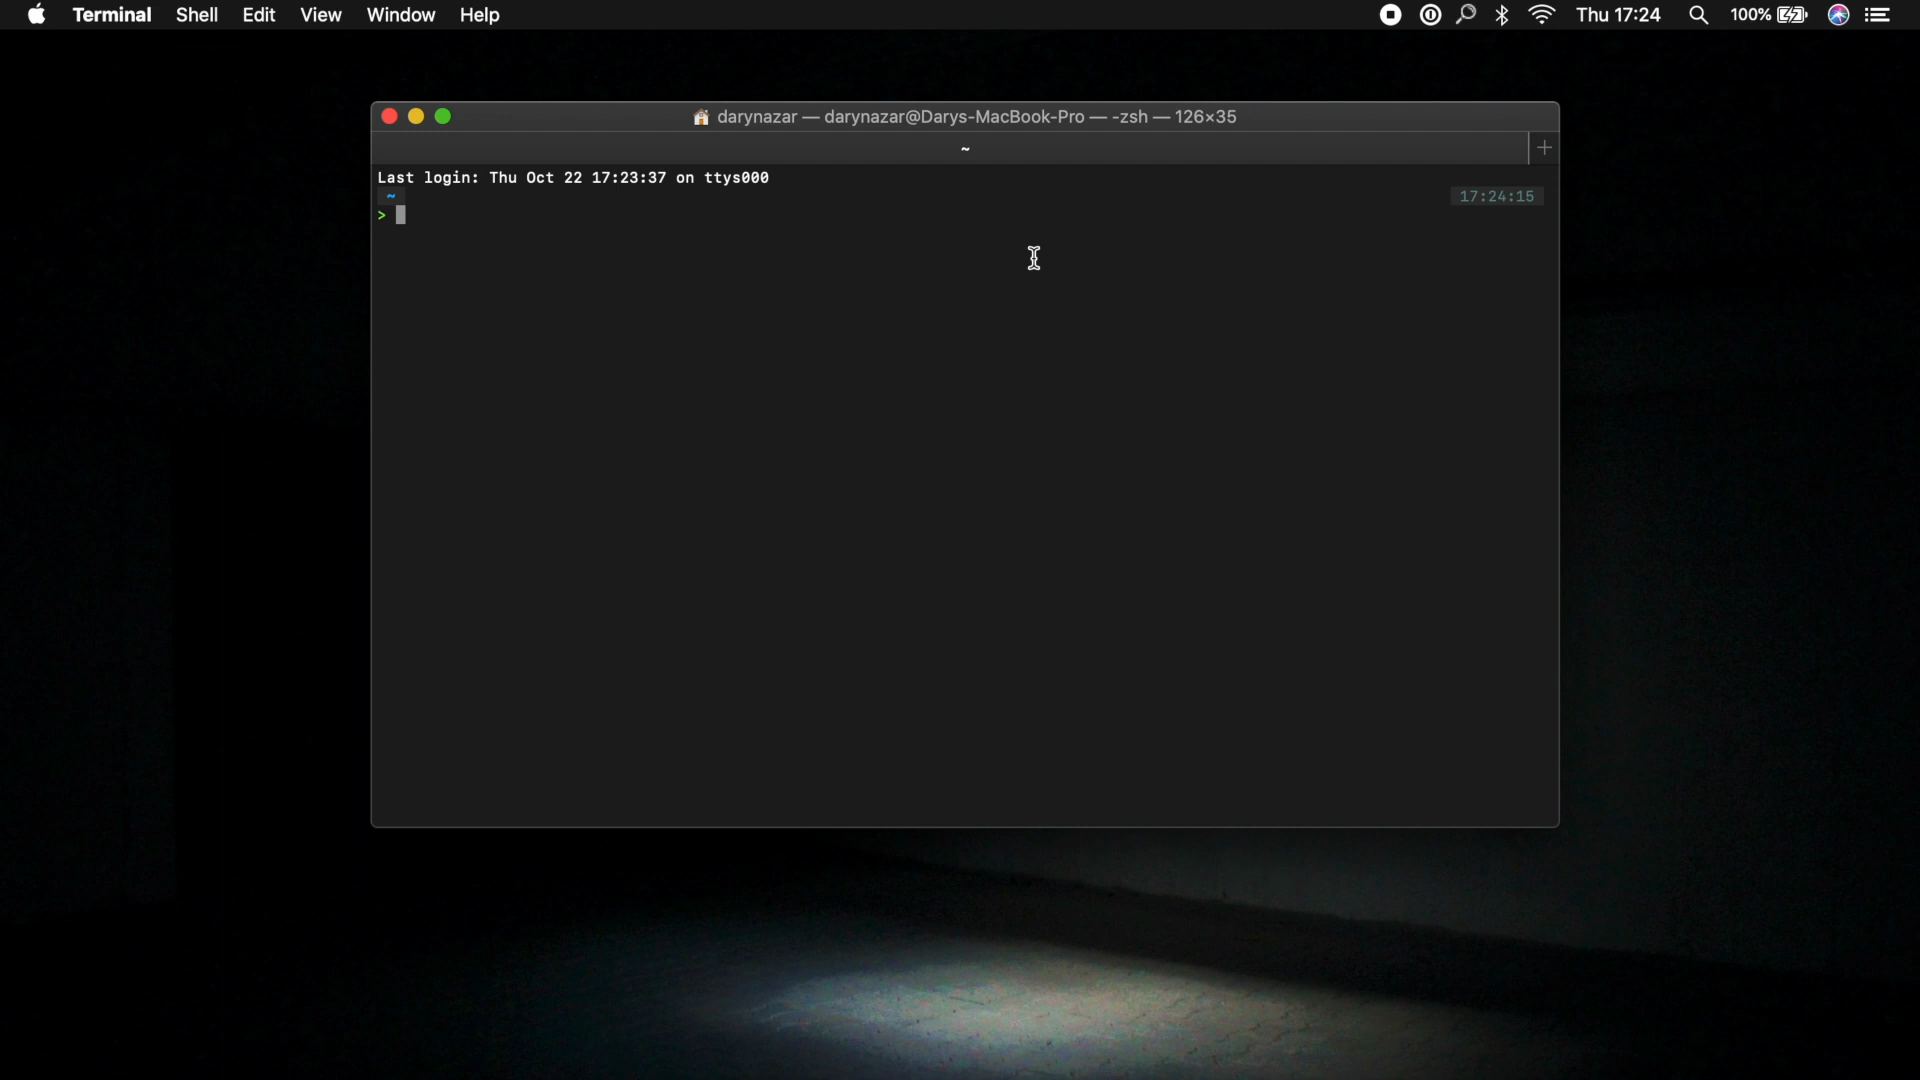 Terminal Shell Edit View Window Help Thu 17:24 100%
darynazar — darynazar@Darys-MacBook-Pro — -zsh — 126×35
~
Last login: Thu Oct 22 17:23:37 on ttys000
~ 17:24:15
>